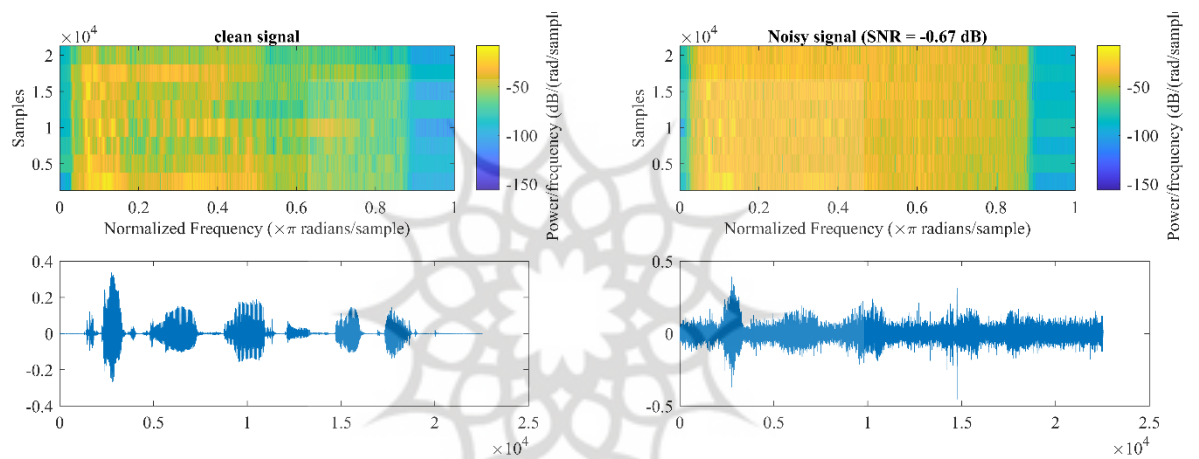 clean signal
×10⁴
2
1.5
1
0.5
Samples
0 0.2 0.4 0.6 0.8 1
Normalized Frequency (×π radians/sample)
-50
-100
-150
Power/frequency (dB/(rad/sample
Noisy signal (SNR = -0.67 dB)
×10⁴
2
1.5
1
0.5
Samples
0 0.2 0.4 0.6 0.8 1
Normalized Frequency (×π radians/sample)
-50
-100
-150
Power/frequency (dB/(rad/sample
0.4
0.2
0
-0.2
-0.4
0 0.5 1 1.5 2 2.5
×10⁴
0.5
0
-0.5
0 0.5 1 1.5 2 2.5
×10⁴